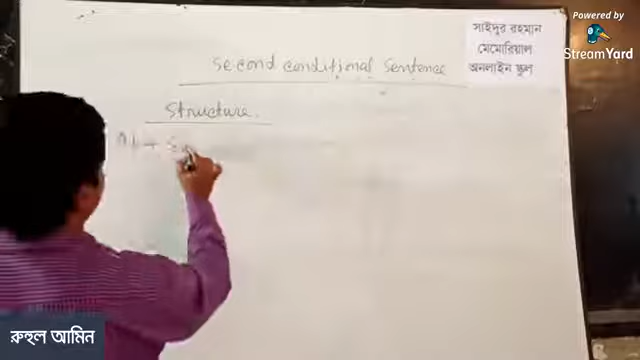 Powered by
StreamYard
সাইদুর রহমান
মেমোরিয়াল
অনলাইন স্কুল
Second conditional Sentence
Structure
রুহুল আমিন